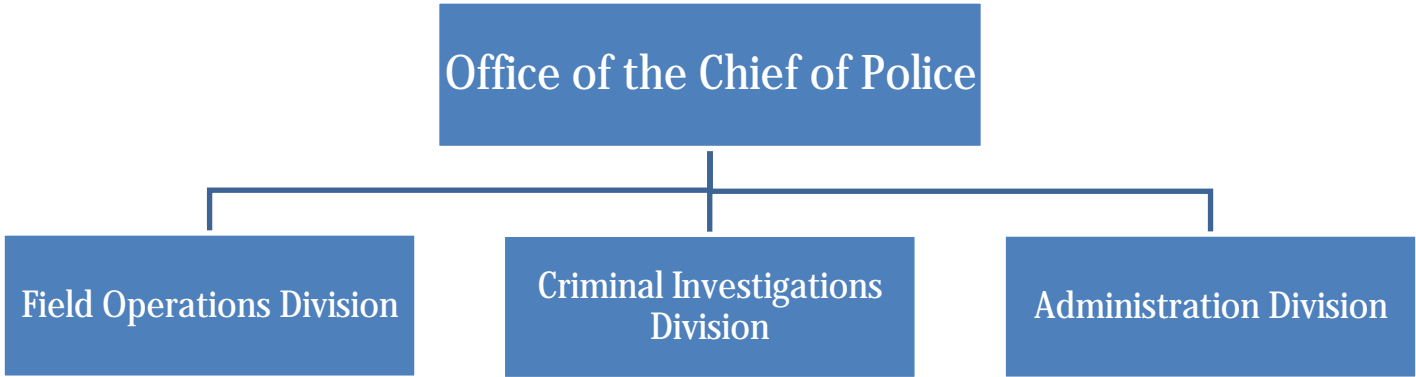 Office of the Chief of Police
Field Operations Division
Criminal Investigations
Division
Administration Division